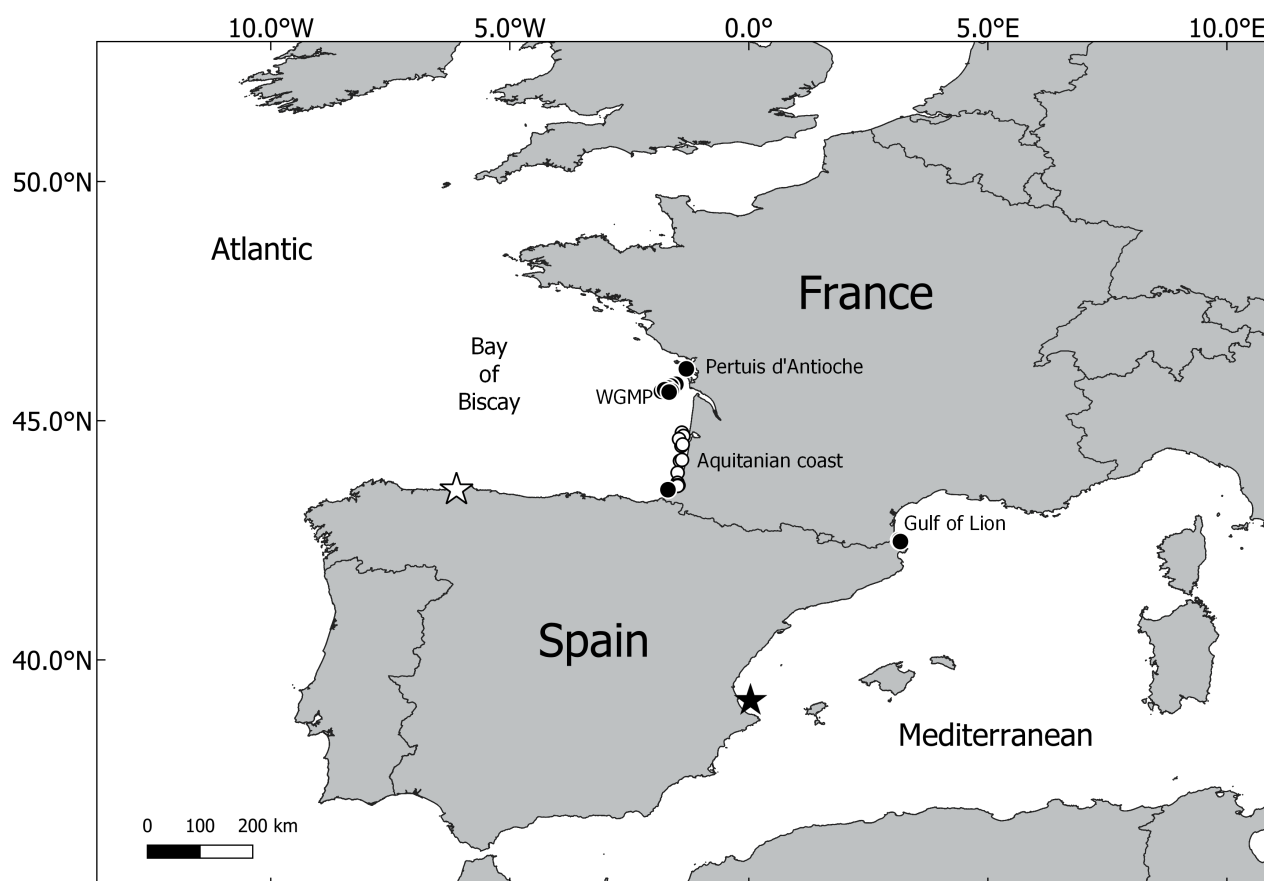 10.0°W 5.0°W 0.0° 5.0°E 10.0°E
50.0°N
Atlantic
France
Bay
of
Biscay
Pertuis d'Antioche
WGMP
45.0°N
Aquitanian coast
Gulf of Lion
Spain
40.0°N
Mediterranean
0 100 200 km